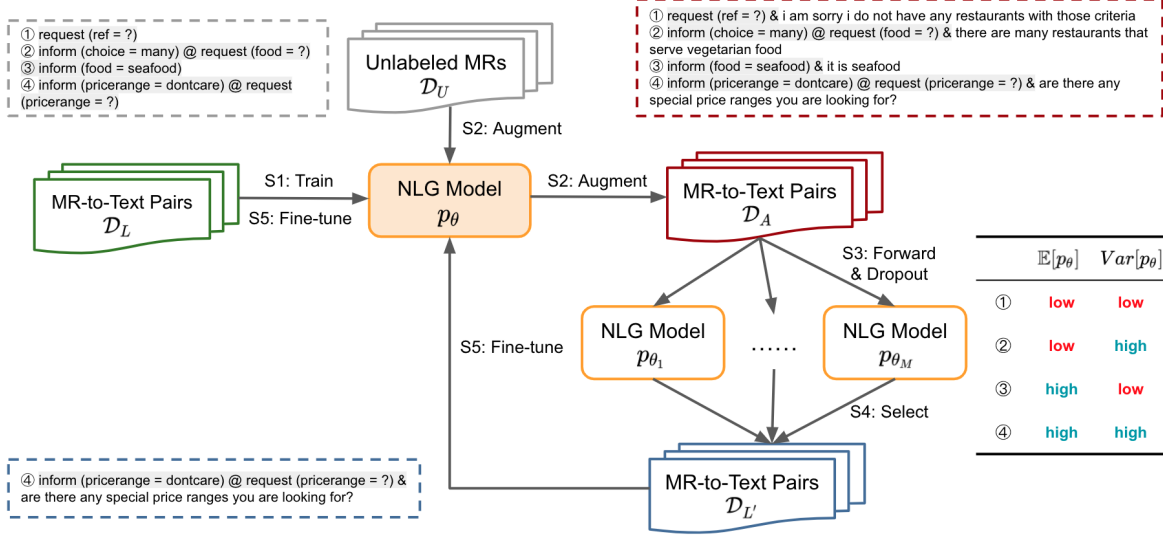 ① request (ref = ?)
② inform (choice = many) @ request (food = ?)
③ inform (food = seafood)
④ inform (pricerange = dontcare) @ request
(pricerange = ?)
Unlabeled MRs
𝒟_U
① request (ref = ?) & i am sorry i do not have any restaurants with those criteria
② inform (choice = many) @ request (food = ?) & there are many restaurants that
serve vegetarian food
③ inform (food = seafood) & it is seafood
④ inform (pricerange = dontcare) @ request (pricerange = ?) & are there any
special price ranges you are looking for?
S2: Augment
MR-to-Text Pairs
𝒟_L
S1: Train
S5: Fine-tune
NLG Model
p_θ
S2: Augment
MR-to-Text Pairs
𝒟_A
S3: Forward
& Dropout
NLG Model
p_θ₁
......
NLG Model
p_θ_M
S5: Fine-tune
S4: Select
𝔼[p_θ] Var[p_θ]
① low low
② low high
③ high low
④ high high
④ inform (pricerange = dontcare) @ request (pricerange = ?) &
are there any special price ranges you are looking for?
MR-to-Text Pairs
𝒟_L'